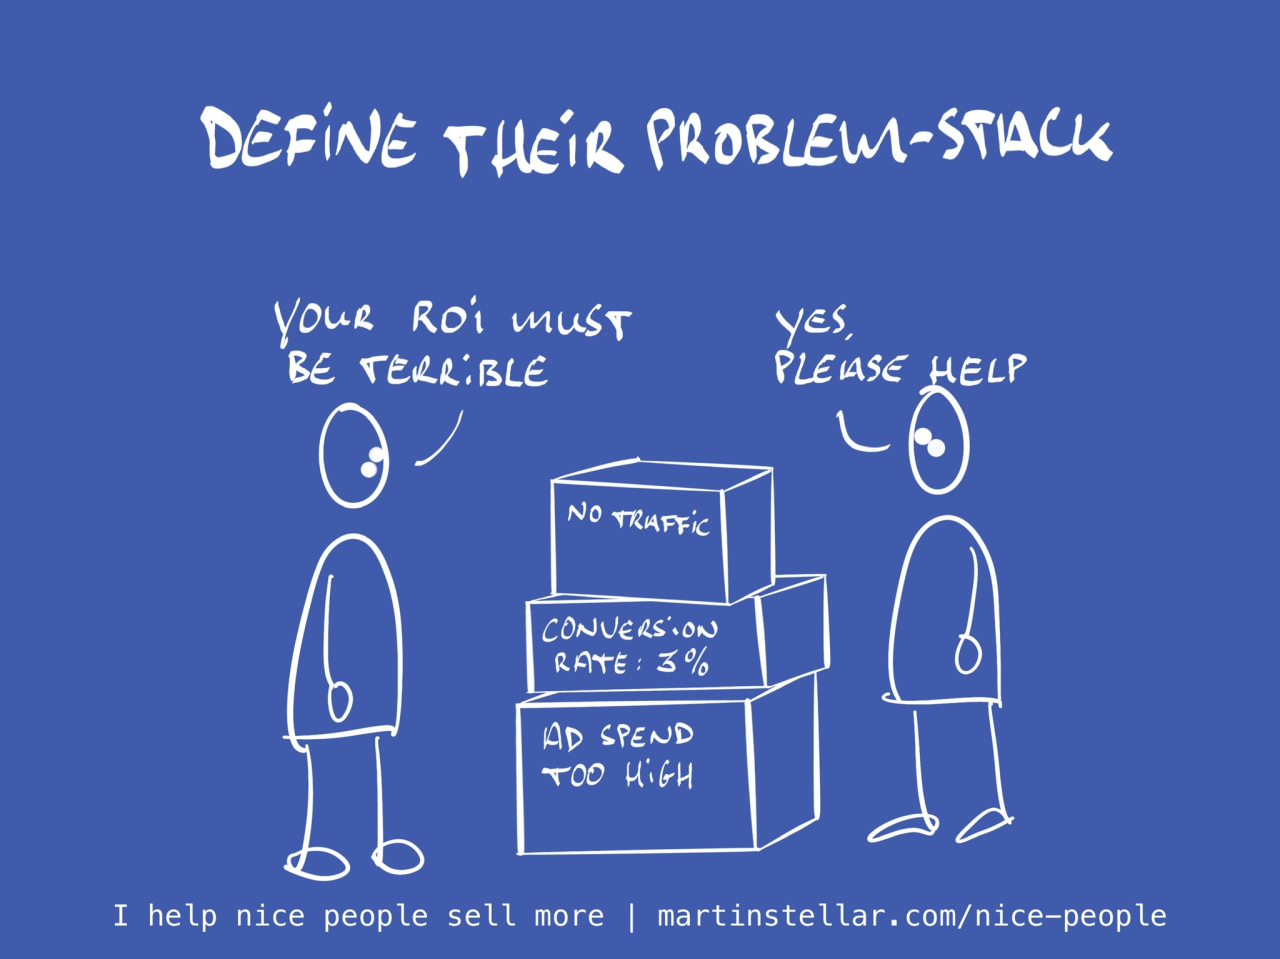 DEFINE THEIR PROBLEM-STACK
YOUR ROI MUST
BE TERRIBLE
YES,
PLEASE HELP
NO TRAFFIC
CONVERSION
RATE: 3%
AD SPEND
TOO HIGH
I help nice people sell more | martinstellar.com/nice-people